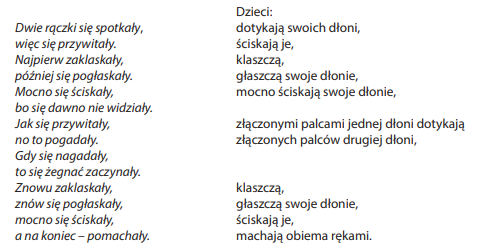 Dzieci:
Dwie rączki się spotkały, dotykają swoich dłoni,
więc się przywitały. ściskają je,
Najpierw zaklaskały, klaszczą,
później się pogłaskały. głaszczą swoje dłonie,
Mocno się ściskały, mocno ściskają swoje dłonie,
bo się dawno nie widziały.
Jak się przywitały, złączonymi palcami jednej dłoni dotykają
no to pogadały. złączonych palców drugiej dłoni,
Gdy się nagadały,
to się żegnać zaczynały.
Znowu zaklaskały, klaszczą,
znów się pogłaskały, głaszczą swoje dłonie,
mocno się ściskały, ściskają je,
a na koniec – pomachały. machają obiema rękami.